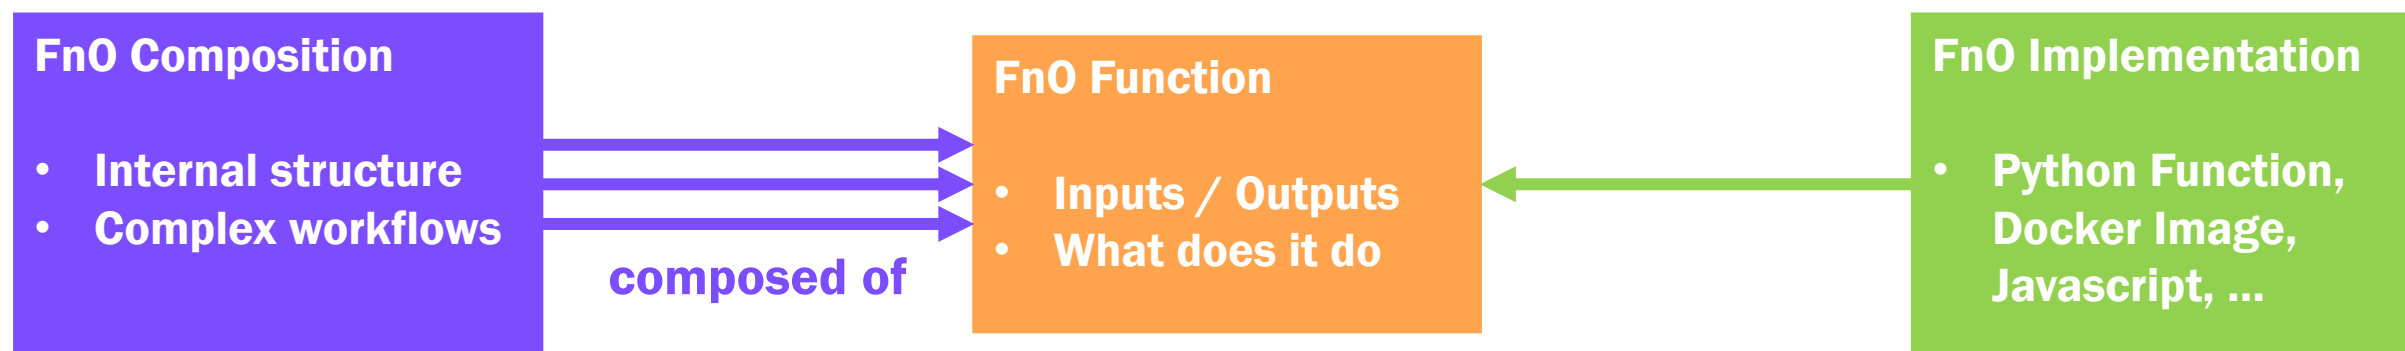 FnO Composition
• Internal structure
• Complex workflows
composed of
FnO Function
• Inputs / Outputs
• What does it do
FnO Implementation
• Python Function,
Docker Image,
Javascript, ...